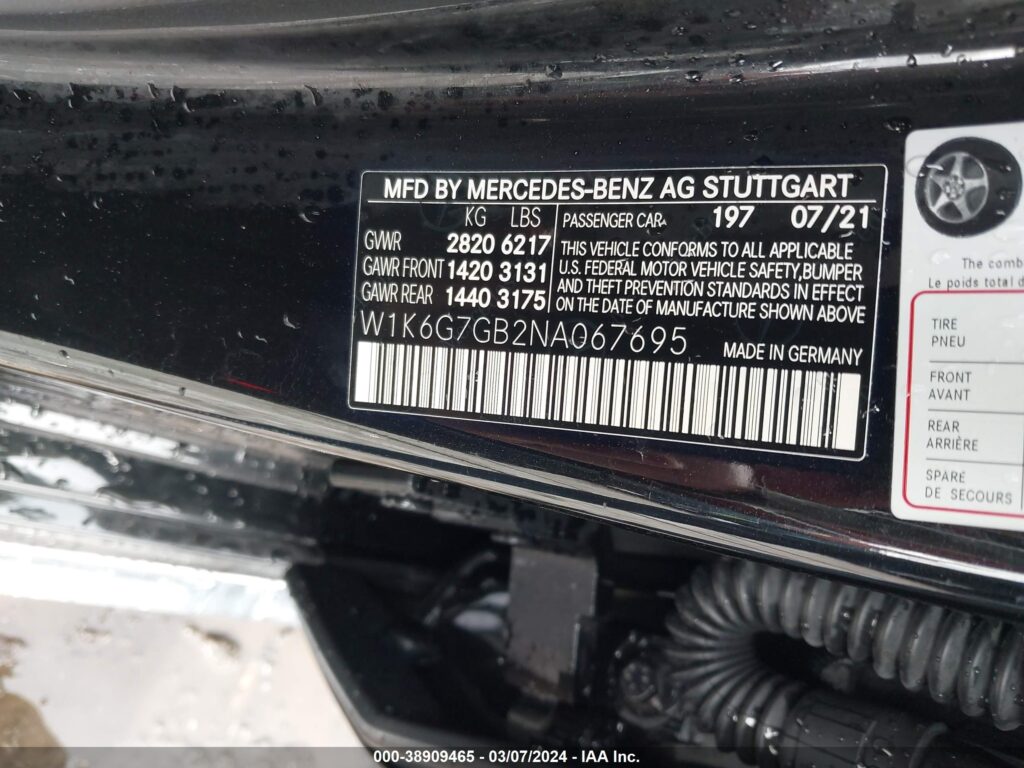 MFD BY MERCEDES-BENZ AG STUTTGART
KG LBS
GVWR 2820 6217
GAWR FRONT 1420 3131
GAWR REAR 1440 3175
PASSENGER CAR 197 07/21
THIS VEHICLE CONFORMS TO ALL APPLICABLE
U.S. FEDERAL MOTOR VEHICLE SAFETY, BUMPER
AND THEFT PREVENTION STANDARDS IN EFFECT
ON THE DATE OF MANUFACTURE SHOWN ABOVE
W1K6G7GB2NA067695
MADE IN GERMANY
The comb
Le poids total d
TIRE
PNEU
FRONT
AVANT
REAR
ARRIÈRE
SPARE
DE SECOURS
000-38909465 - 03/07/2024 - IAA Inc.